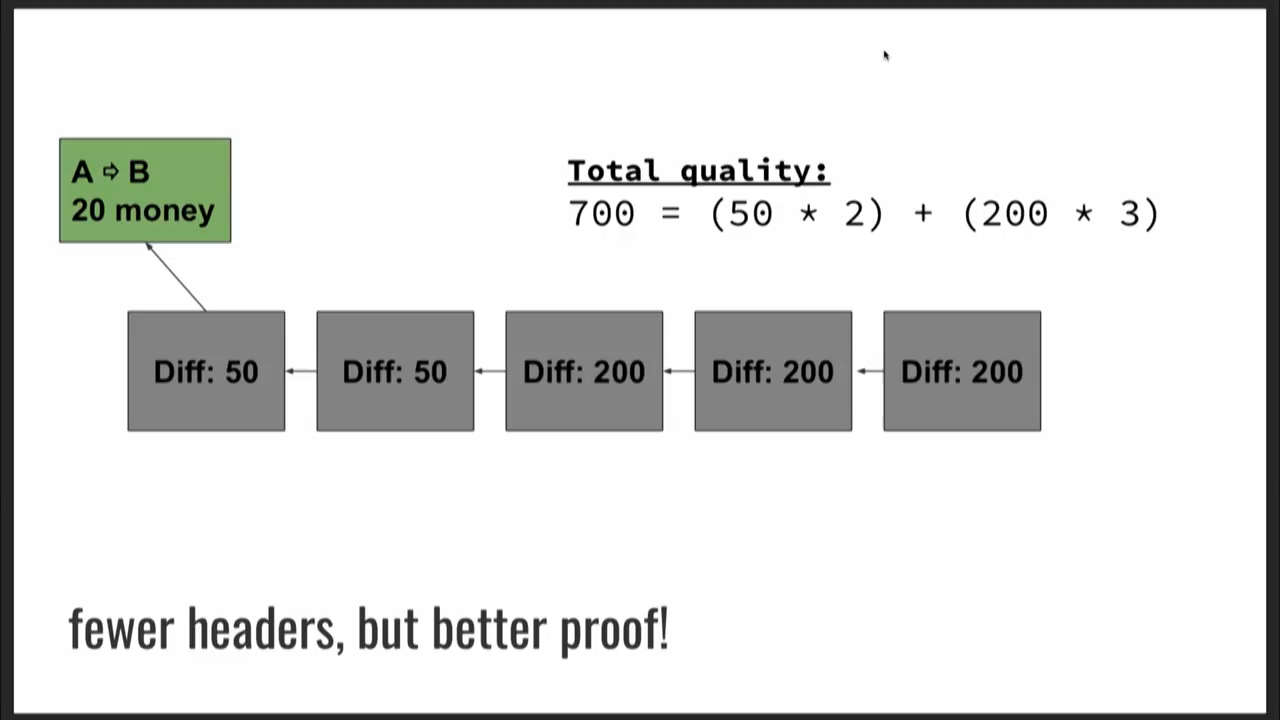 A ⇨ B
20 money
Total quality:
700 = (50 * 2) + (200 * 3)
Diff: 50
Diff: 50
Diff: 200
Diff: 200
Diff: 200
fewer headers, but better proof!